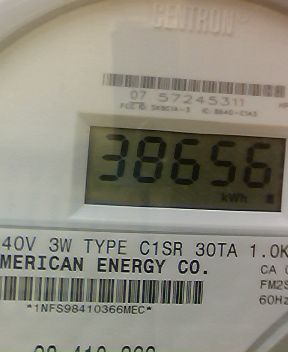 CENTRON®
07 57245311
38656
kWh
40V 3W TYPE C1SR 30TA 1.0K
MERICAN ENERGY CO.
CA
FM2S
60Hz
*1NFS98410366MEC*